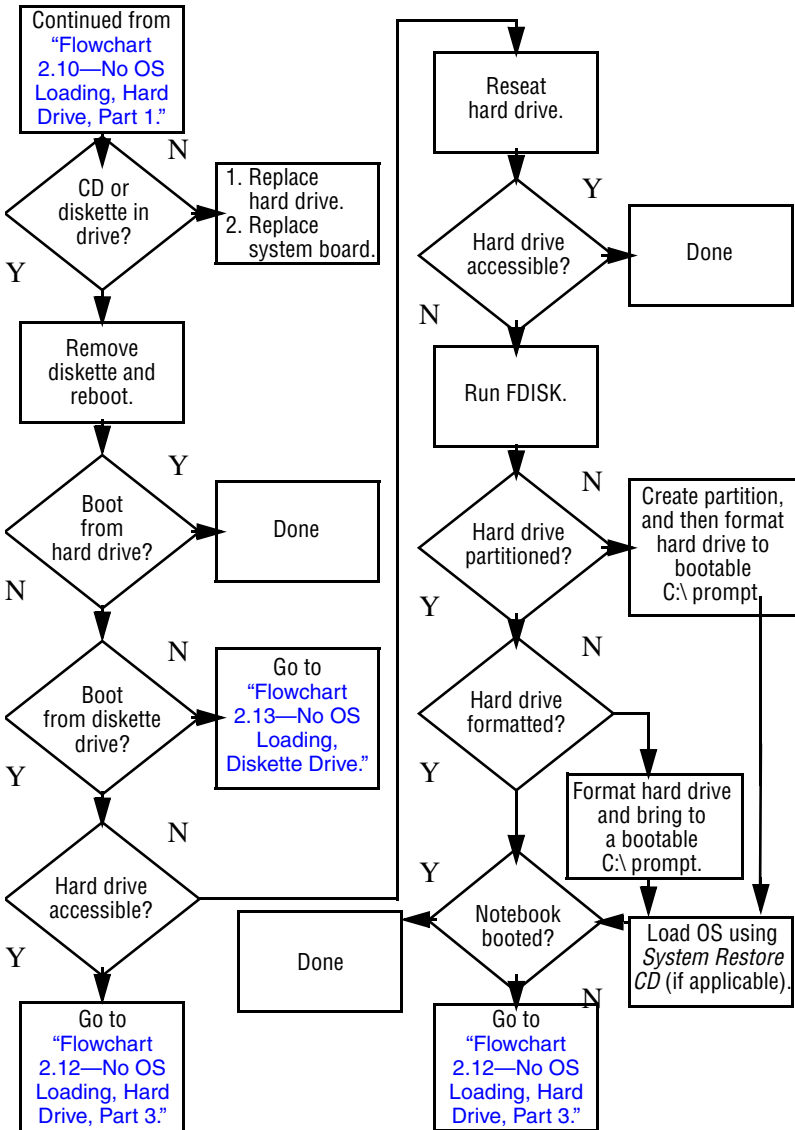 Continued from
“Flowchart
2.10—No OS
Loading, Hard
Drive, Part 1.”
N
CD or
diskette in
drive?
1. Replace
hard drive.
2. Replace
system board.
Y
Remove
diskette and
reboot.
Y
Boot
from
hard drive?
Done
N
N
Boot
from diskette
drive?
Go to
“Flowchart
2.13—No OS
Loading,
Diskette Drive.”
Y
N
Hard drive
accessible?
Y
Go to
“Flowchart
2.12—No OS
Loading, Hard
Drive, Part 3.”
Reseat
hard drive.
Y
Hard drive
accessible?
Done
N
Run FDISK.
N
Hard drive
partitioned?
Create partition,
and then format
hard drive to
bootable
C:\ prompt
Y
N
Hard drive
formatted?
Y
Format hard drive
and bring to
a bootable
C:\ prompt.
Y
Notebook
booted?
Done
Load OS using
System Restore
CD (if applicable).
N
Go to
“Flowchart
2.12—No OS
Loading, Hard
Drive, Part 3.”